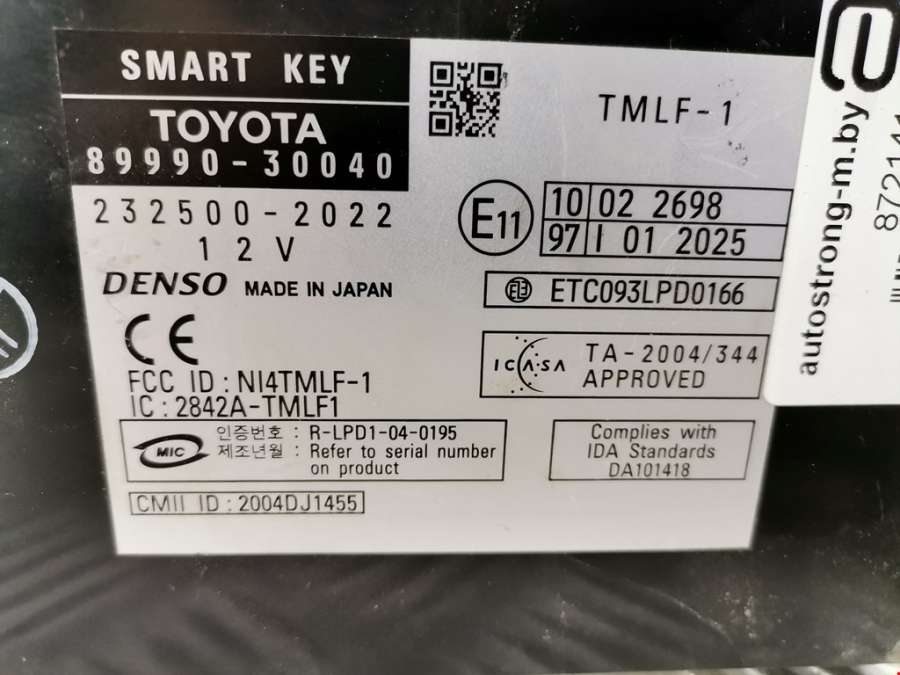 SMART KEY
TOYOTA
89990-30040
232500-2022
12V
DENSO MADE IN JAPAN
CE
FCC ID : NI4TMLF-1
IC : 2842A-TMLF1
MIC
인증번호 : R-LPD1-04-0195
제조년월 : Refer to serial number
on product
CMII ID : 2004DJ1455
TMLF-1
E11
10 02 2698
97 I 01 2025
ETC093LPD0166
ICASA
TA-2004/344
APPROVED
Complies with
IDA Standards
DA101418
autostrong-m.by